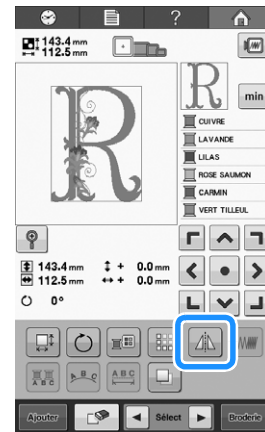 ?
143.4 mm
112.5 mm
R
R
min
CUIVRE
LAVANDE
LILAS
ROSE SAUMON
CARMIN
VERT TILLEUL
143.4 mm + 0.0 mm
112.5 mm + 0.0 mm
0°
A B C
A B C
A B C
Ajouter Sélect Broderie